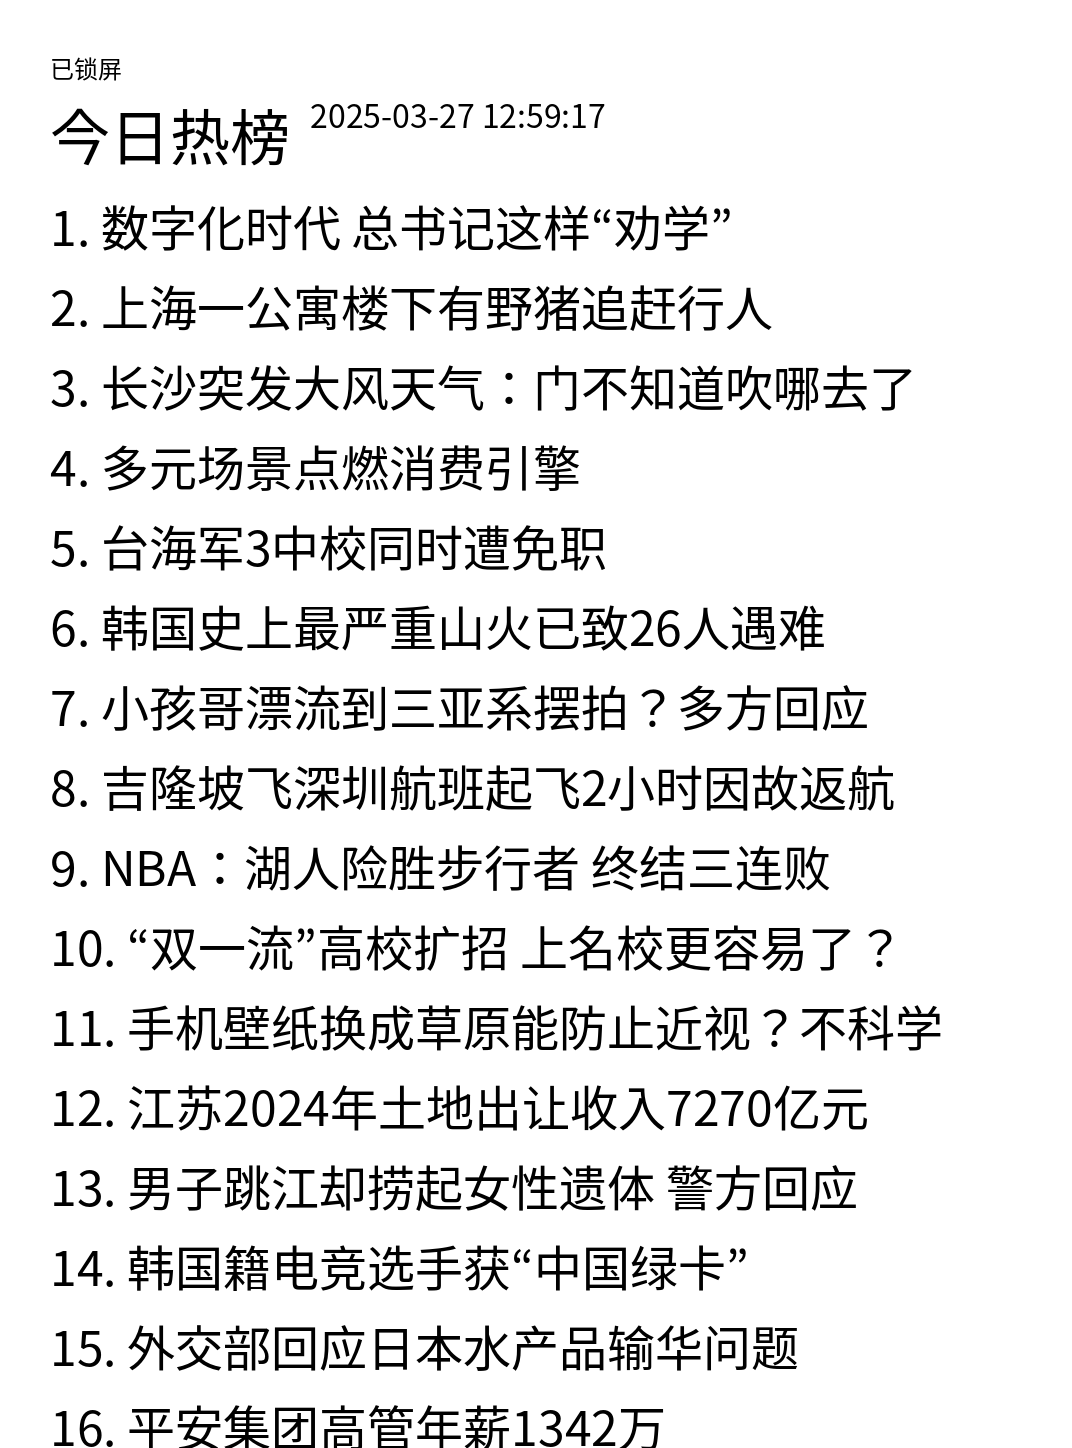 已锁屏
今日热榜 2025-03-27 12:59:17
1. 数字化时代 总书记这样“劝学”
2. 上海一公寓楼下有野猪追赶行人
3. 长沙突发大风天气：门不知道吹哪去了
4. 多元场景点燃消费引擎
5. 台海军3中校同时遭免职
6. 韩国史上最严重山火已致26人遇难
7. 小孩哥漂流到三亚系摆拍？多方回应
8. 吉隆坡飞深圳航班起飞2小时因故返航
9. NBA：湖人险胜步行者 终结三连败
10. “双一流”高校扩招 上名校更容易了？
11. 手机壁纸换成草原能防止近视？不科学
12. 江苏2024年土地出让收入7270亿元
13. 男子跳江却捞起女性遗体 警方回应
14. 韩国籍电竞选手获“中国绿卡”
15. 外交部回应日本水产品输华问题
16. 平安集团高管年薪1342万